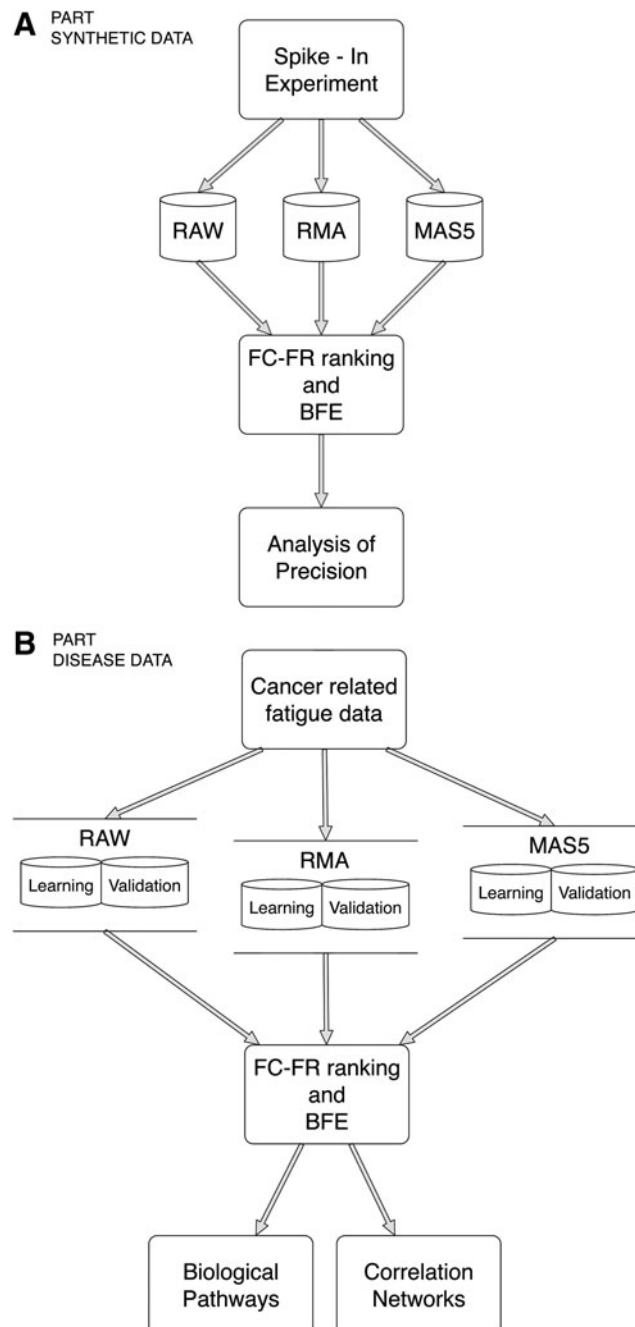 A PART
SYNTHETIC DATA
Spike - In
Experiment
RAW
RMA
MAS5
FC-FR ranking
and
BFE
Analysis of
Precision
B PART
DISEASE DATA
Cancer related
fatigue data
RAW
Learning Validation
RMA
Learning Validation
MAS5
Learning Validation
FC-FR ranking
and
BFE
Biological
Pathways
Correlation
Networks